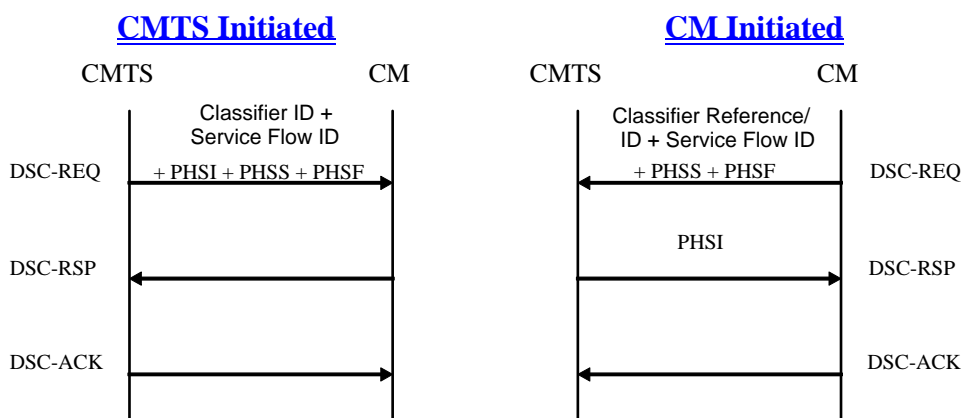 CMTS Initiated
CMTS CM
Classifier ID +
Service Flow ID
DSC-REQ + PHSI + PHSS + PHSF
DSC-RSP
DSC-ACK
CM Initiated
CMTS CM
Classifier Reference/
ID + Service Flow ID
+ PHSS + PHSF DSC-REQ
PHSI
DSC-RSP
DSC-ACK